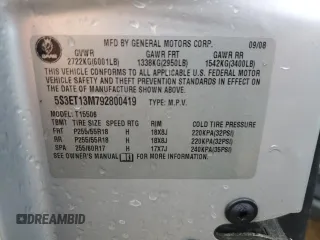 MFD BY GENERAL MOTORS CORP. 09/08
GVWR GAWR FRT GAWR RR
2722KG(6001LB) 1338KG(2950LB) 1542KG(3400LB)
THIS VEHICLE CONFORMS TO ALL APPLICABLE U.S. FEDERAL MOTOR
VEHICLE SAFETY AND THEFT PREVENTION STANDARDS IN EFFECT
ON THE DATE OF MANUFACTURE SHOWN ABOVE.
5S3ET13M792800419 TYPE: M.P.V.
MODEL: T15506
TIRE SIZE SPEED RTG RIM COLD TIRE PRESSURE
FRT P255/55R18 H 18X8J 220KPA(32PSI)
RR P255/55R18 H 18X8J 220KPA(32PSI)
SPA 255/60R17 H 17X7J 240KPA(35PSI)
SEE OWNER'S MANUAL FOR ADDITIONAL INFORMATION.
DREAMBID
DREAMBID.COM